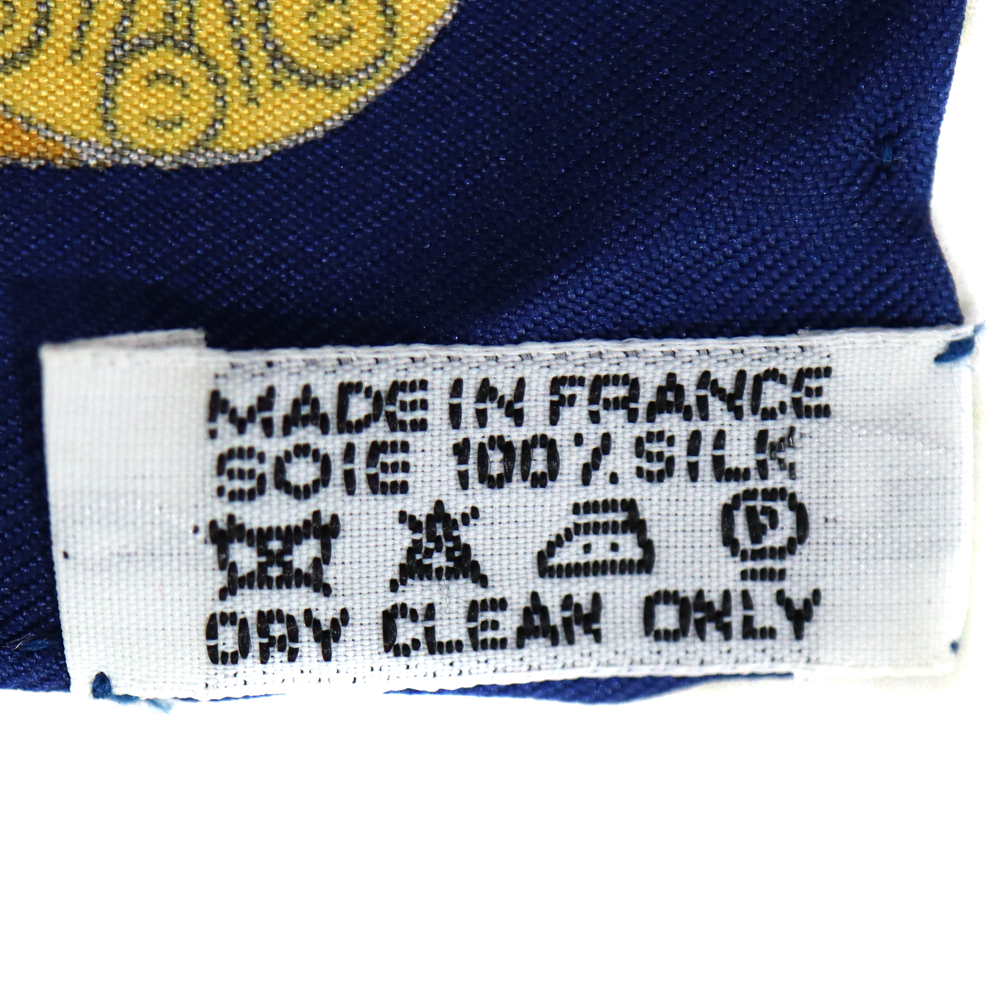 MADE IN FRANCE
SOIE 100% SILK
P
DRY CLEAN ONLY